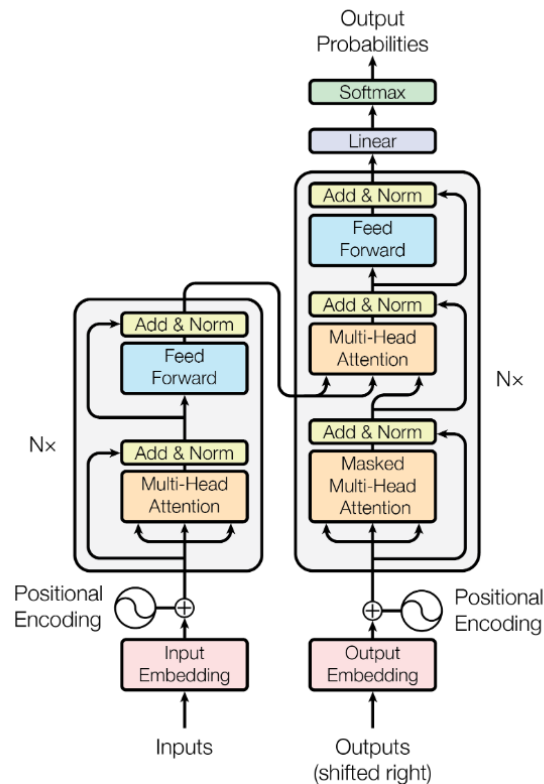 Output
Probabilities
Softmax
Linear
Add & Norm
Feed
Forward
Add & Norm
Multi-Head
Attention
Nx
Add & Norm
Masked
Multi-Head
Attention
Add & Norm
Feed
Forward
Nx
Add & Norm
Multi-Head
Attention
Positional
Encoding
Positional
Encoding
Input
Embedding
Output
Embedding
Inputs
Outputs
(shifted right)